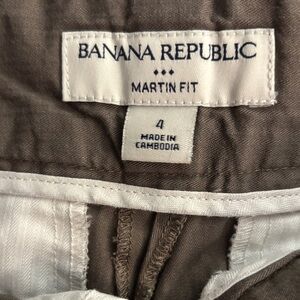 BANANA REPUBLIC
MARTIN FIT
4
MADE IN
CAMBODIA